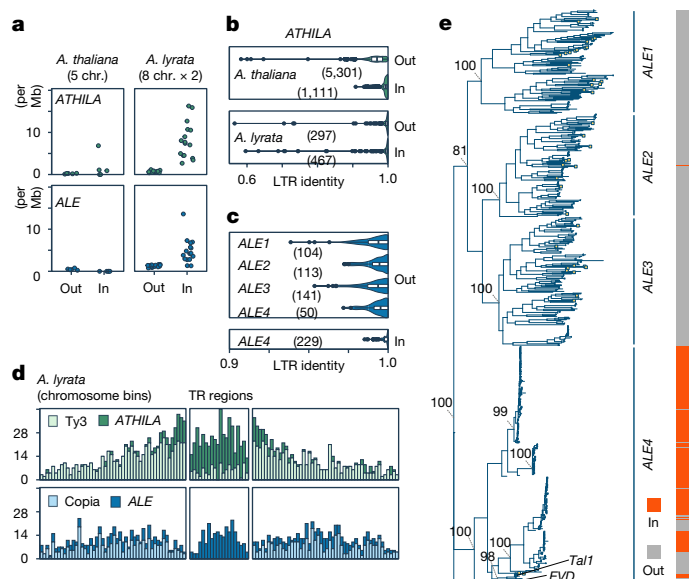 a
A. thaliana
(5 chr.)
A. lyrata
(8 chr. × 2)
(per
Mb)
ATHILA
10
0
(per
Mb)
ALE
10
0
Out
In
Out
In
b
ATHILA
A. thaliana
(5,301)
Out
(1,111)
In
A. lyrata
(297)
Out
(467)
In
0.6
0.8
1.0
LTR identity
c
ALE1
(104)
ALE2
(113)
Out
ALE3
(141)
ALE4
(50)
ALE4
(229)
In
0.9
1.0
LTR identity
d
A. lyrata
(chromosome bins)
TR regions
Ty3
ATHILA
28
14
0
Copia
ALE
28
14
0
e
100
ALE1
81
100
ALE2
100
ALE3
100
99
100
ALE4
100
100
98
Tal1
EVD
In
Out